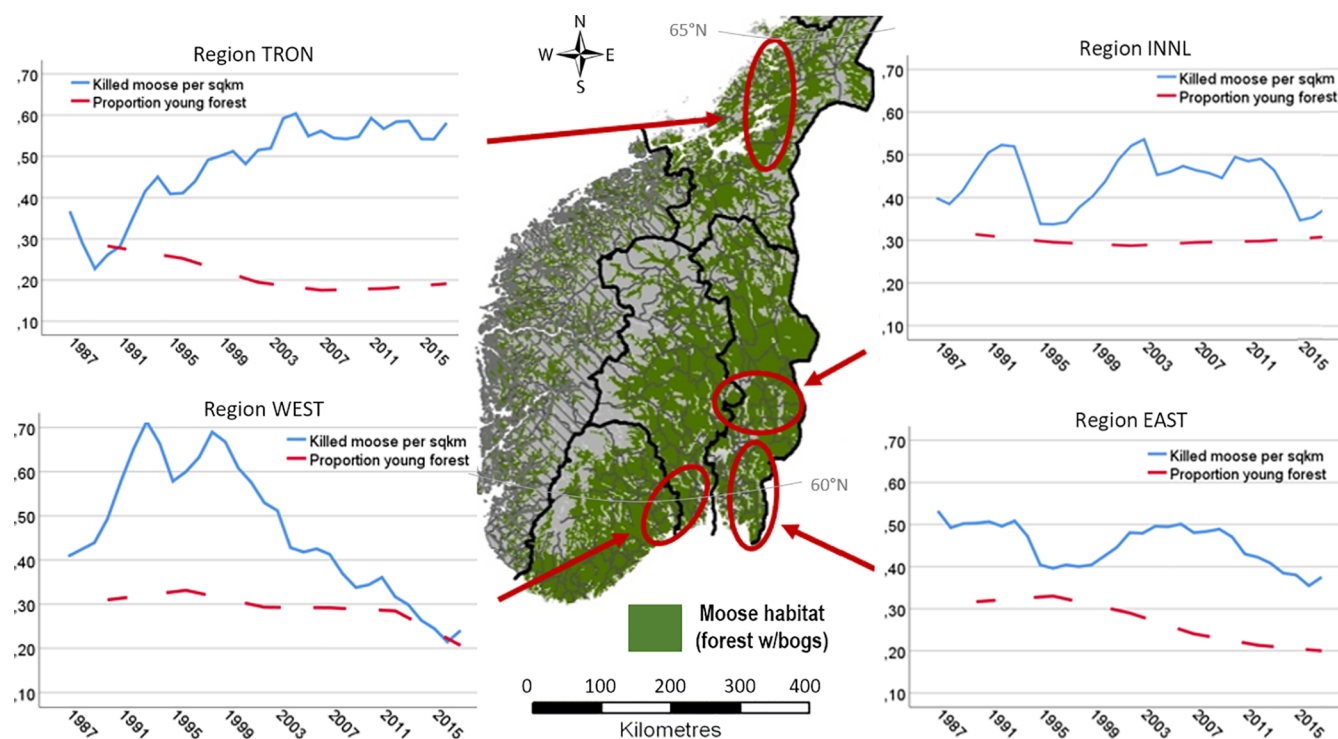 Region TRON
,70
,60
,50
,40
,30
,20
,10
Killed moose per sqkm
Proportion young forest
1987
1991
1995
1999
2003
2007
2011
2015
Region WEST
,70
,60
,50
,40
,30
,20
,10
Killed moose per sqkm
Proportion young forest
1987
1991
1995
1999
2003
2007
2011
2015
N
W E
S
65°N
60°N
Moose habitat
(forest w/bogs)
0 100 200 300 400
Kilometres
Region INNL
,70
,60
,50
,40
,30
,20
,10
Killed moose per sqkm
Proportion young forest
1987
1991
1995
1999
2003
2007
2011
2015
Region EAST
,70
,60
,50
,40
,30
,20
,10
Killed moose per sqkm
Proportion young forest
1987
1991
1995
1999
2003
2007
2011
2015